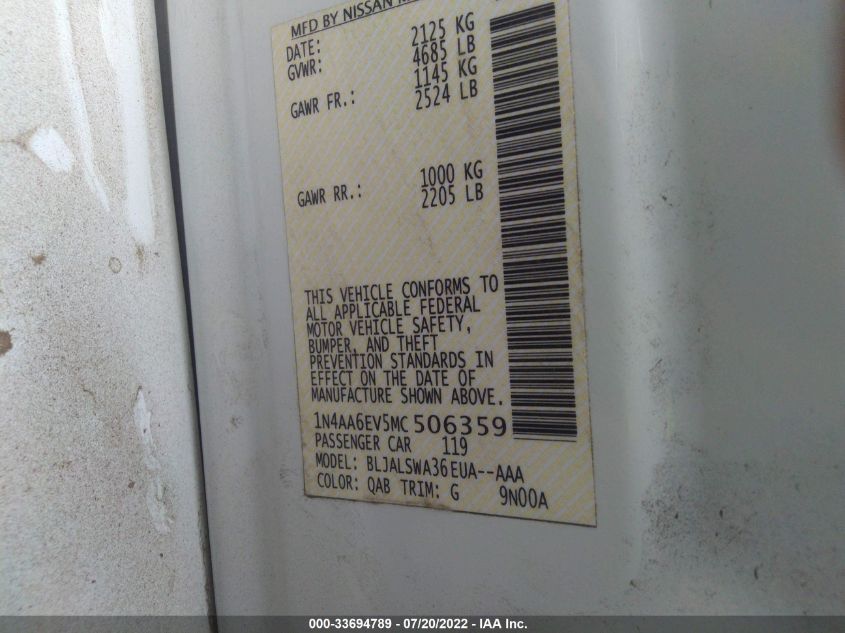 MFD BY NISSAN
DATE:
GVWR: 2125 KG
4685 LB
GAWR FR.: 1145 KG
2524 LB
GAWR RR.: 1000 KG
2205 LB
THIS VEHICLE CONFORMS TO
ALL APPLICABLE FEDERAL
MOTOR VEHICLE SAFETY,
BUMPER, AND THEFT
PREVENTION STANDARDS IN
EFFECT ON THE DATE OF
MANUFACTURE SHOWN ABOVE.
1N4AA6EV5MC506359
PASSENGER CAR 119
MODEL: BLJALSWA36EUA--AAA
COLOR: QAB TRIM: G 9N00A
000-33694789 - 07/20/2022 - IAA Inc.